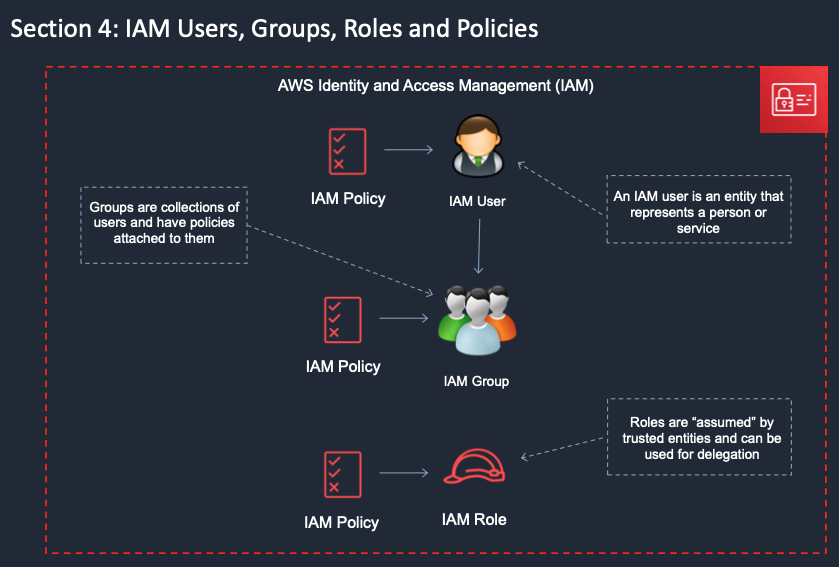 Section 4: IAM Users, Groups, Roles and Policies
AWS Identity and Access Management (IAM)
IAM Policy
IAM User
An IAM user is an entity that
represents a person or
service
Groups are collections of
users and have policies
attached to them
IAM Policy
IAM Group
Roles are “assumed” by
trusted entities and can be
used for delegation
IAM Policy
IAM Role